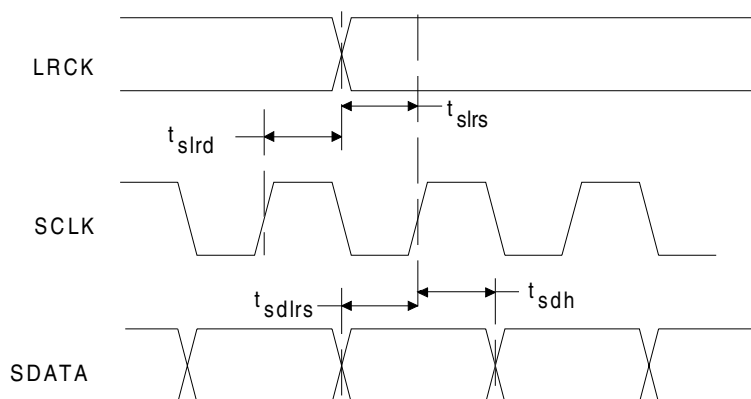 LRCK
t slrs
t slrd
SCLK
t sdlrs
t sdh
SDATA